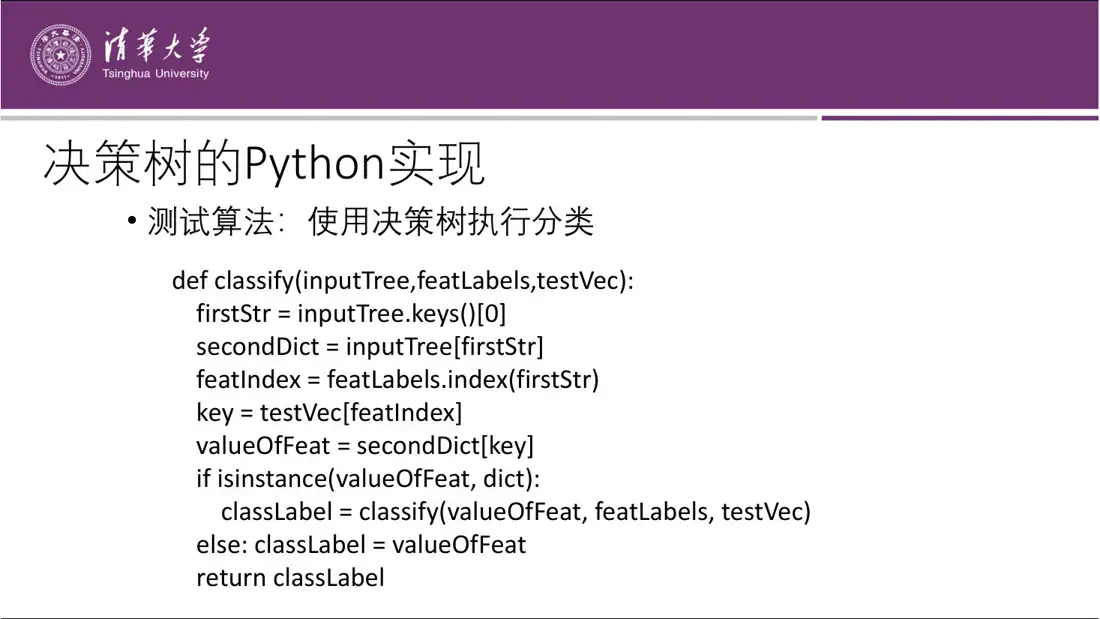 清华大学
Tsinghua University
决策树的Python实现
• 测试算法：使用决策树执行分类
def classify(inputTree,featLabels,testVec):
firstStr = inputTree.keys()[0]
secondDict = inputTree[firstStr]
featIndex = featLabels.index(firstStr)
key = testVec[featIndex]
valueOfFeat = secondDict[key]
if isinstance(valueOfFeat, dict):
classLabel = classify(valueOfFeat, featLabels, testVec)
else: classLabel = valueOfFeat
return classLabel